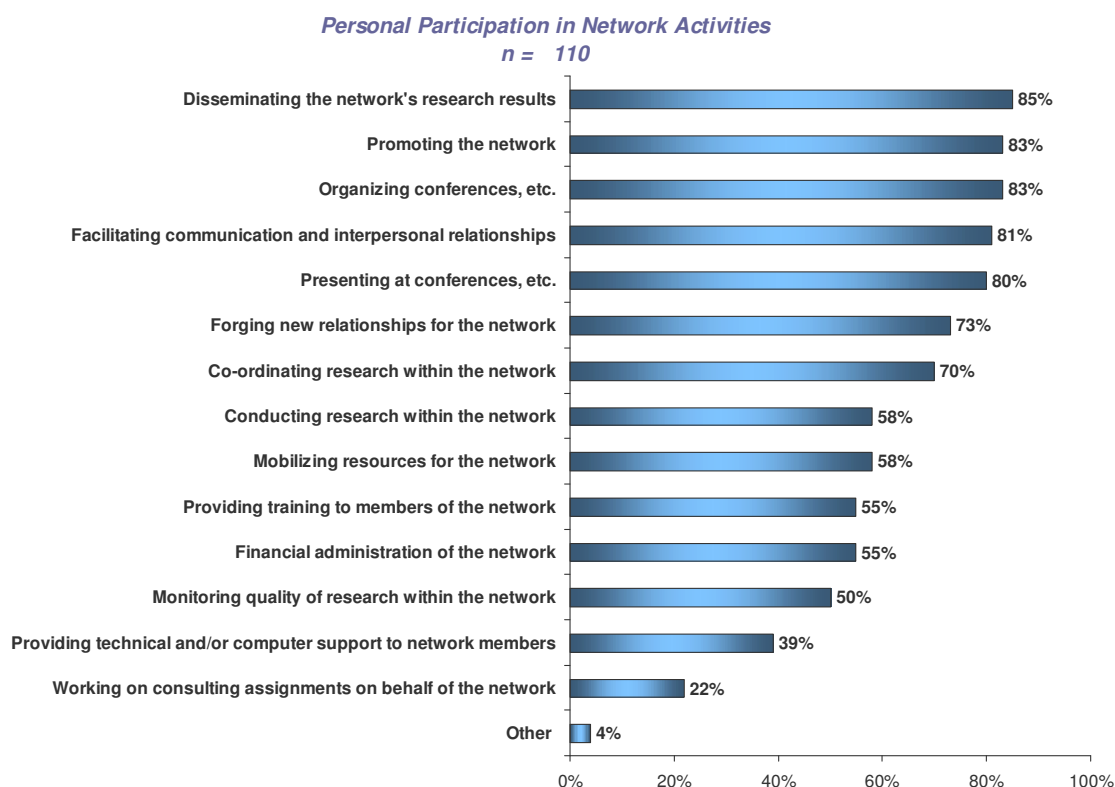 Personal Participation in Network Activities
n = 110
Disseminating the network's research results 85%
Promoting the network 83%
Organizing conferences, etc. 83%
Facilitating communication and interpersonal relationships 81%
Presenting at conferences, etc. 80%
Forging new relationships for the network 73%
Co-ordinating research within the network 70%
Conducting research within the network 58%
Mobilizing resources for the network 58%
Providing training to members of the network 55%
Financial administration of the network 55%
Monitoring quality of research within the network 50%
Providing technical and/or computer support to network members 39%
Working on consulting assignments on behalf of the network 22%
Other 4%
0% 20% 40% 60% 80% 100%